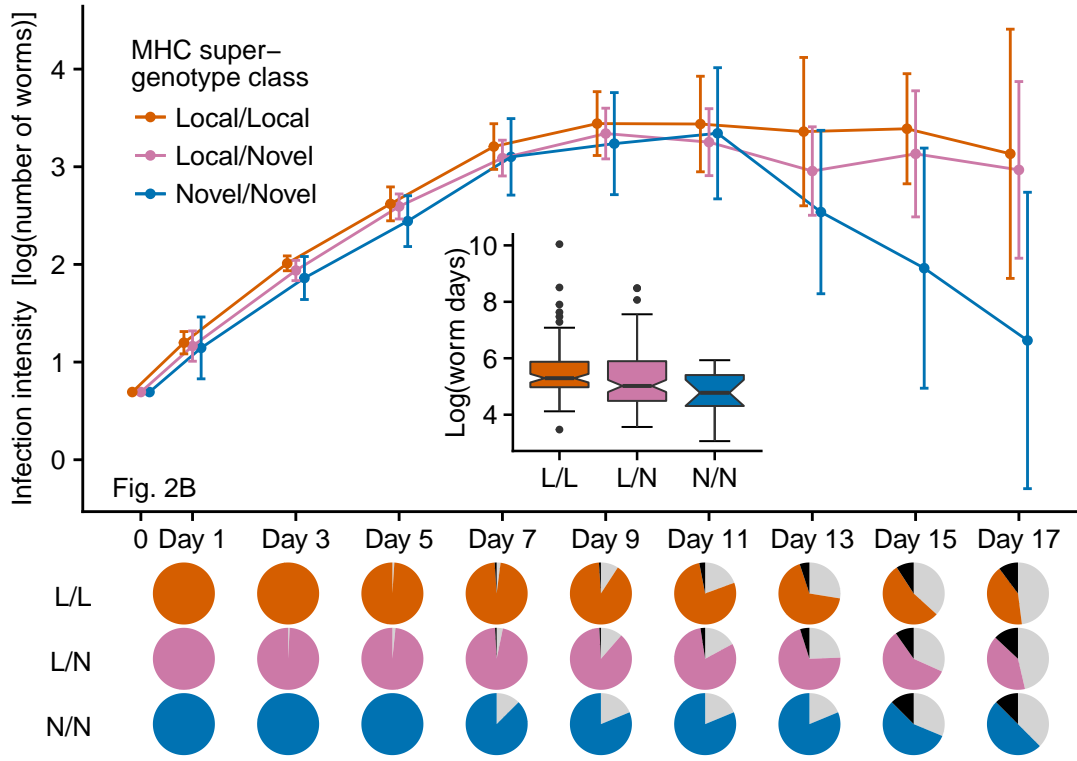 Infection intensity [log(number of worms)]
4
3
2
1
0
MHC super–
genotype class
Local/Local
Local/Novel
Novel/Novel
Log(worm days)
10
8
6
4
L/L L/N N/N
Fig. 2B
0 Day 1 Day 3 Day 5 Day 7 Day 9 Day 11 Day 13 Day 15 Day 17
L/L
L/N
N/N